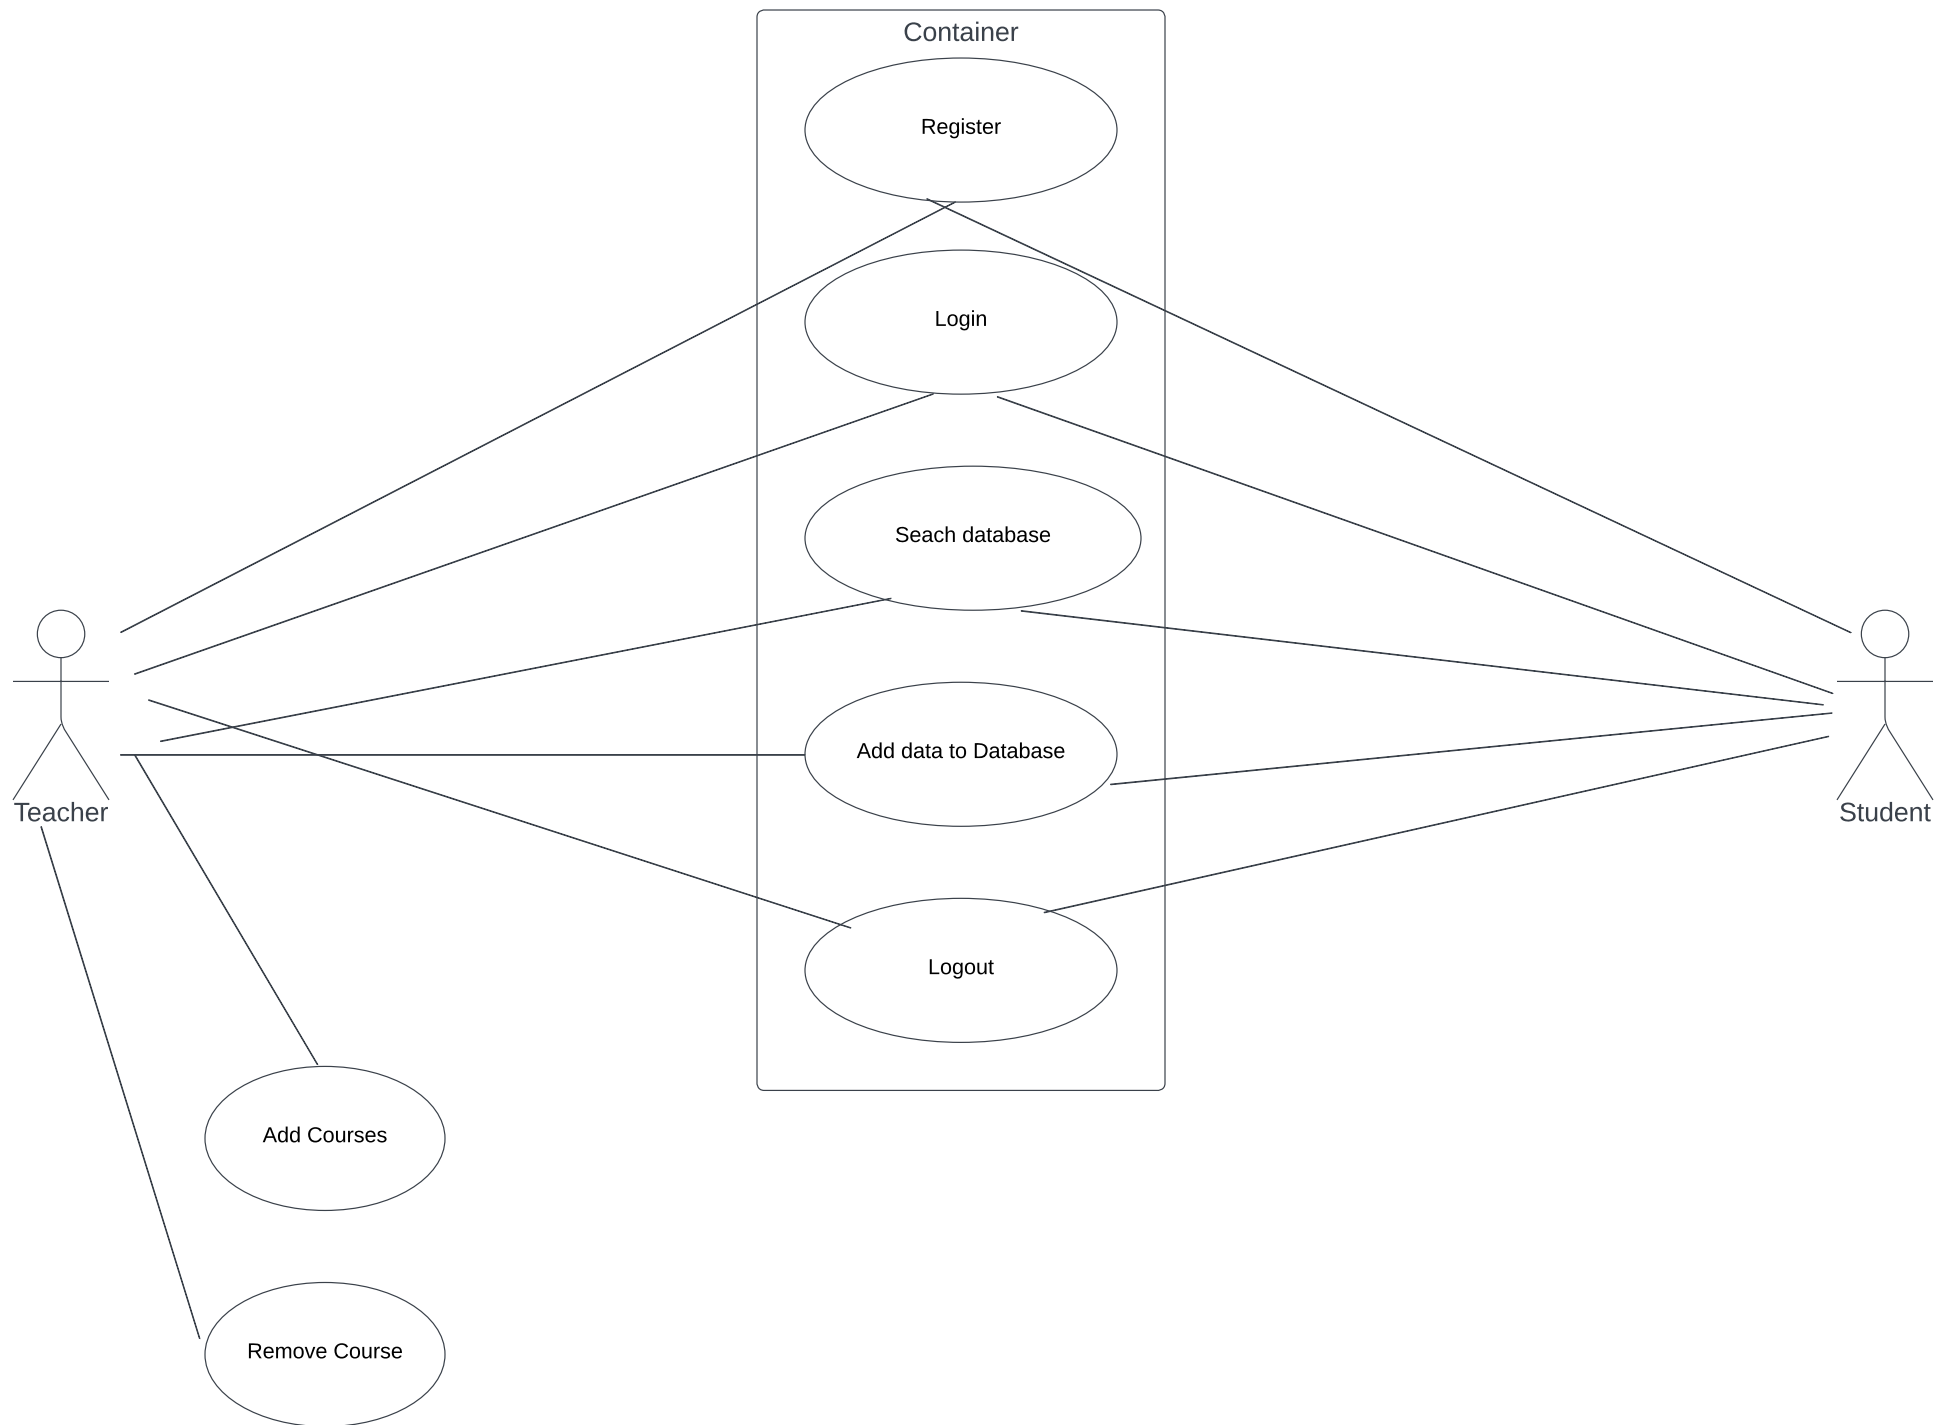 Container
Register
Login
Seach database
Add data to Database
Teacher
Student
Logout
Add Courses
Remove Course